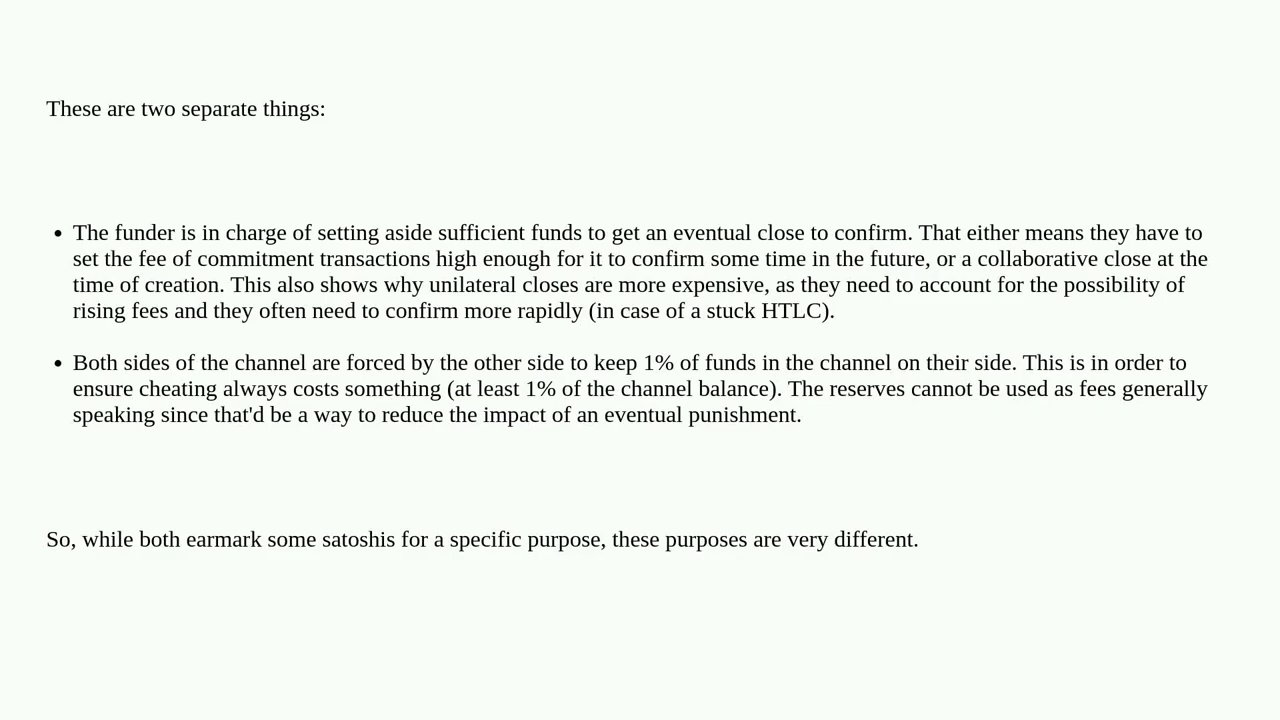 These are two separate things:
• The funder is in charge of setting aside sufficient funds to get an eventual close to confirm. That either means they have to
set the fee of commitment transactions high enough for it to confirm some time in the future, or a collaborative close at the
time of creation. This also shows why unilateral closes are more expensive, as they need to account for the possibility of
rising fees and they often need to confirm more rapidly (in case of a stuck HTLC).
• Both sides of the channel are forced by the other side to keep 1% of funds in the channel on their side. This is in order to
ensure cheating always costs something (at least 1% of the channel balance). The reserves cannot be used as fees generally
speaking since that'd be a way to reduce the impact of an eventual punishment.
So, while both earmark some satoshis for a specific purpose, these purposes are very different.